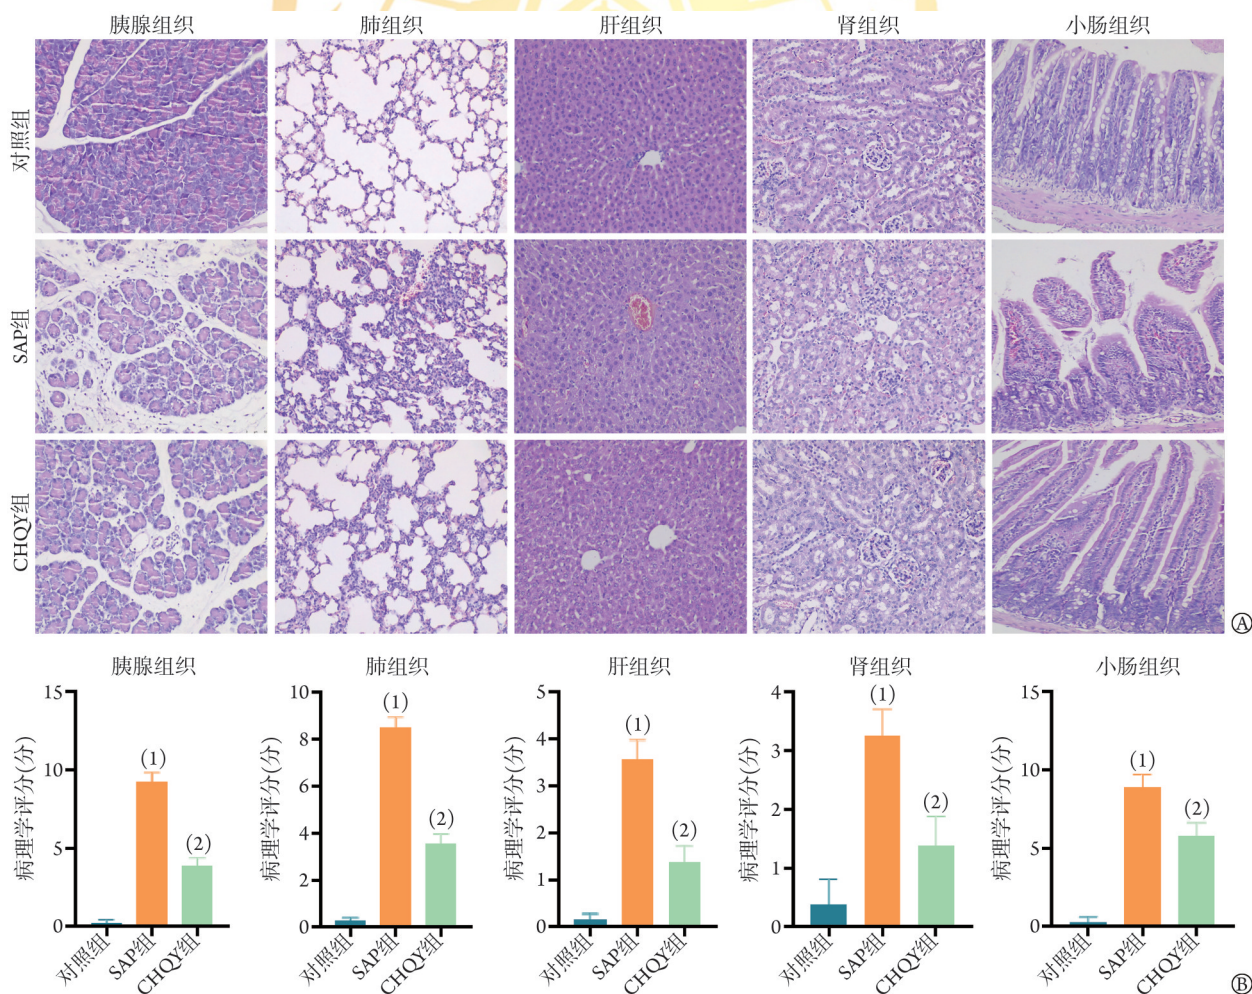 胰腺组织 肺组织 肝组织 肾组织 小肠组织
对照组
SAP组
CHQY组
Ⓐ
胰腺组织 肺组织 肝组织 肾组织 小肠组织
病理学评分(分)
15
10
5
0
(1)
(2)
对照组 SAP组 CHQY组
病理学评分(分)
10
8
6
4
2
0
(1)
(2)
对照组 SAP组 CHQY组
病理学评分(分)
5
4
3
2
1
0
(1)
(2)
对照组 SAP组 CHQY组
病理学评分(分)
4
3
2
1
0
(1)
(2)
对照组 SAP组 CHQY组
病理学评分(分)
15
10
5
0
(1)
(2)
对照组 SAP组 CHQY组
Ⓑ